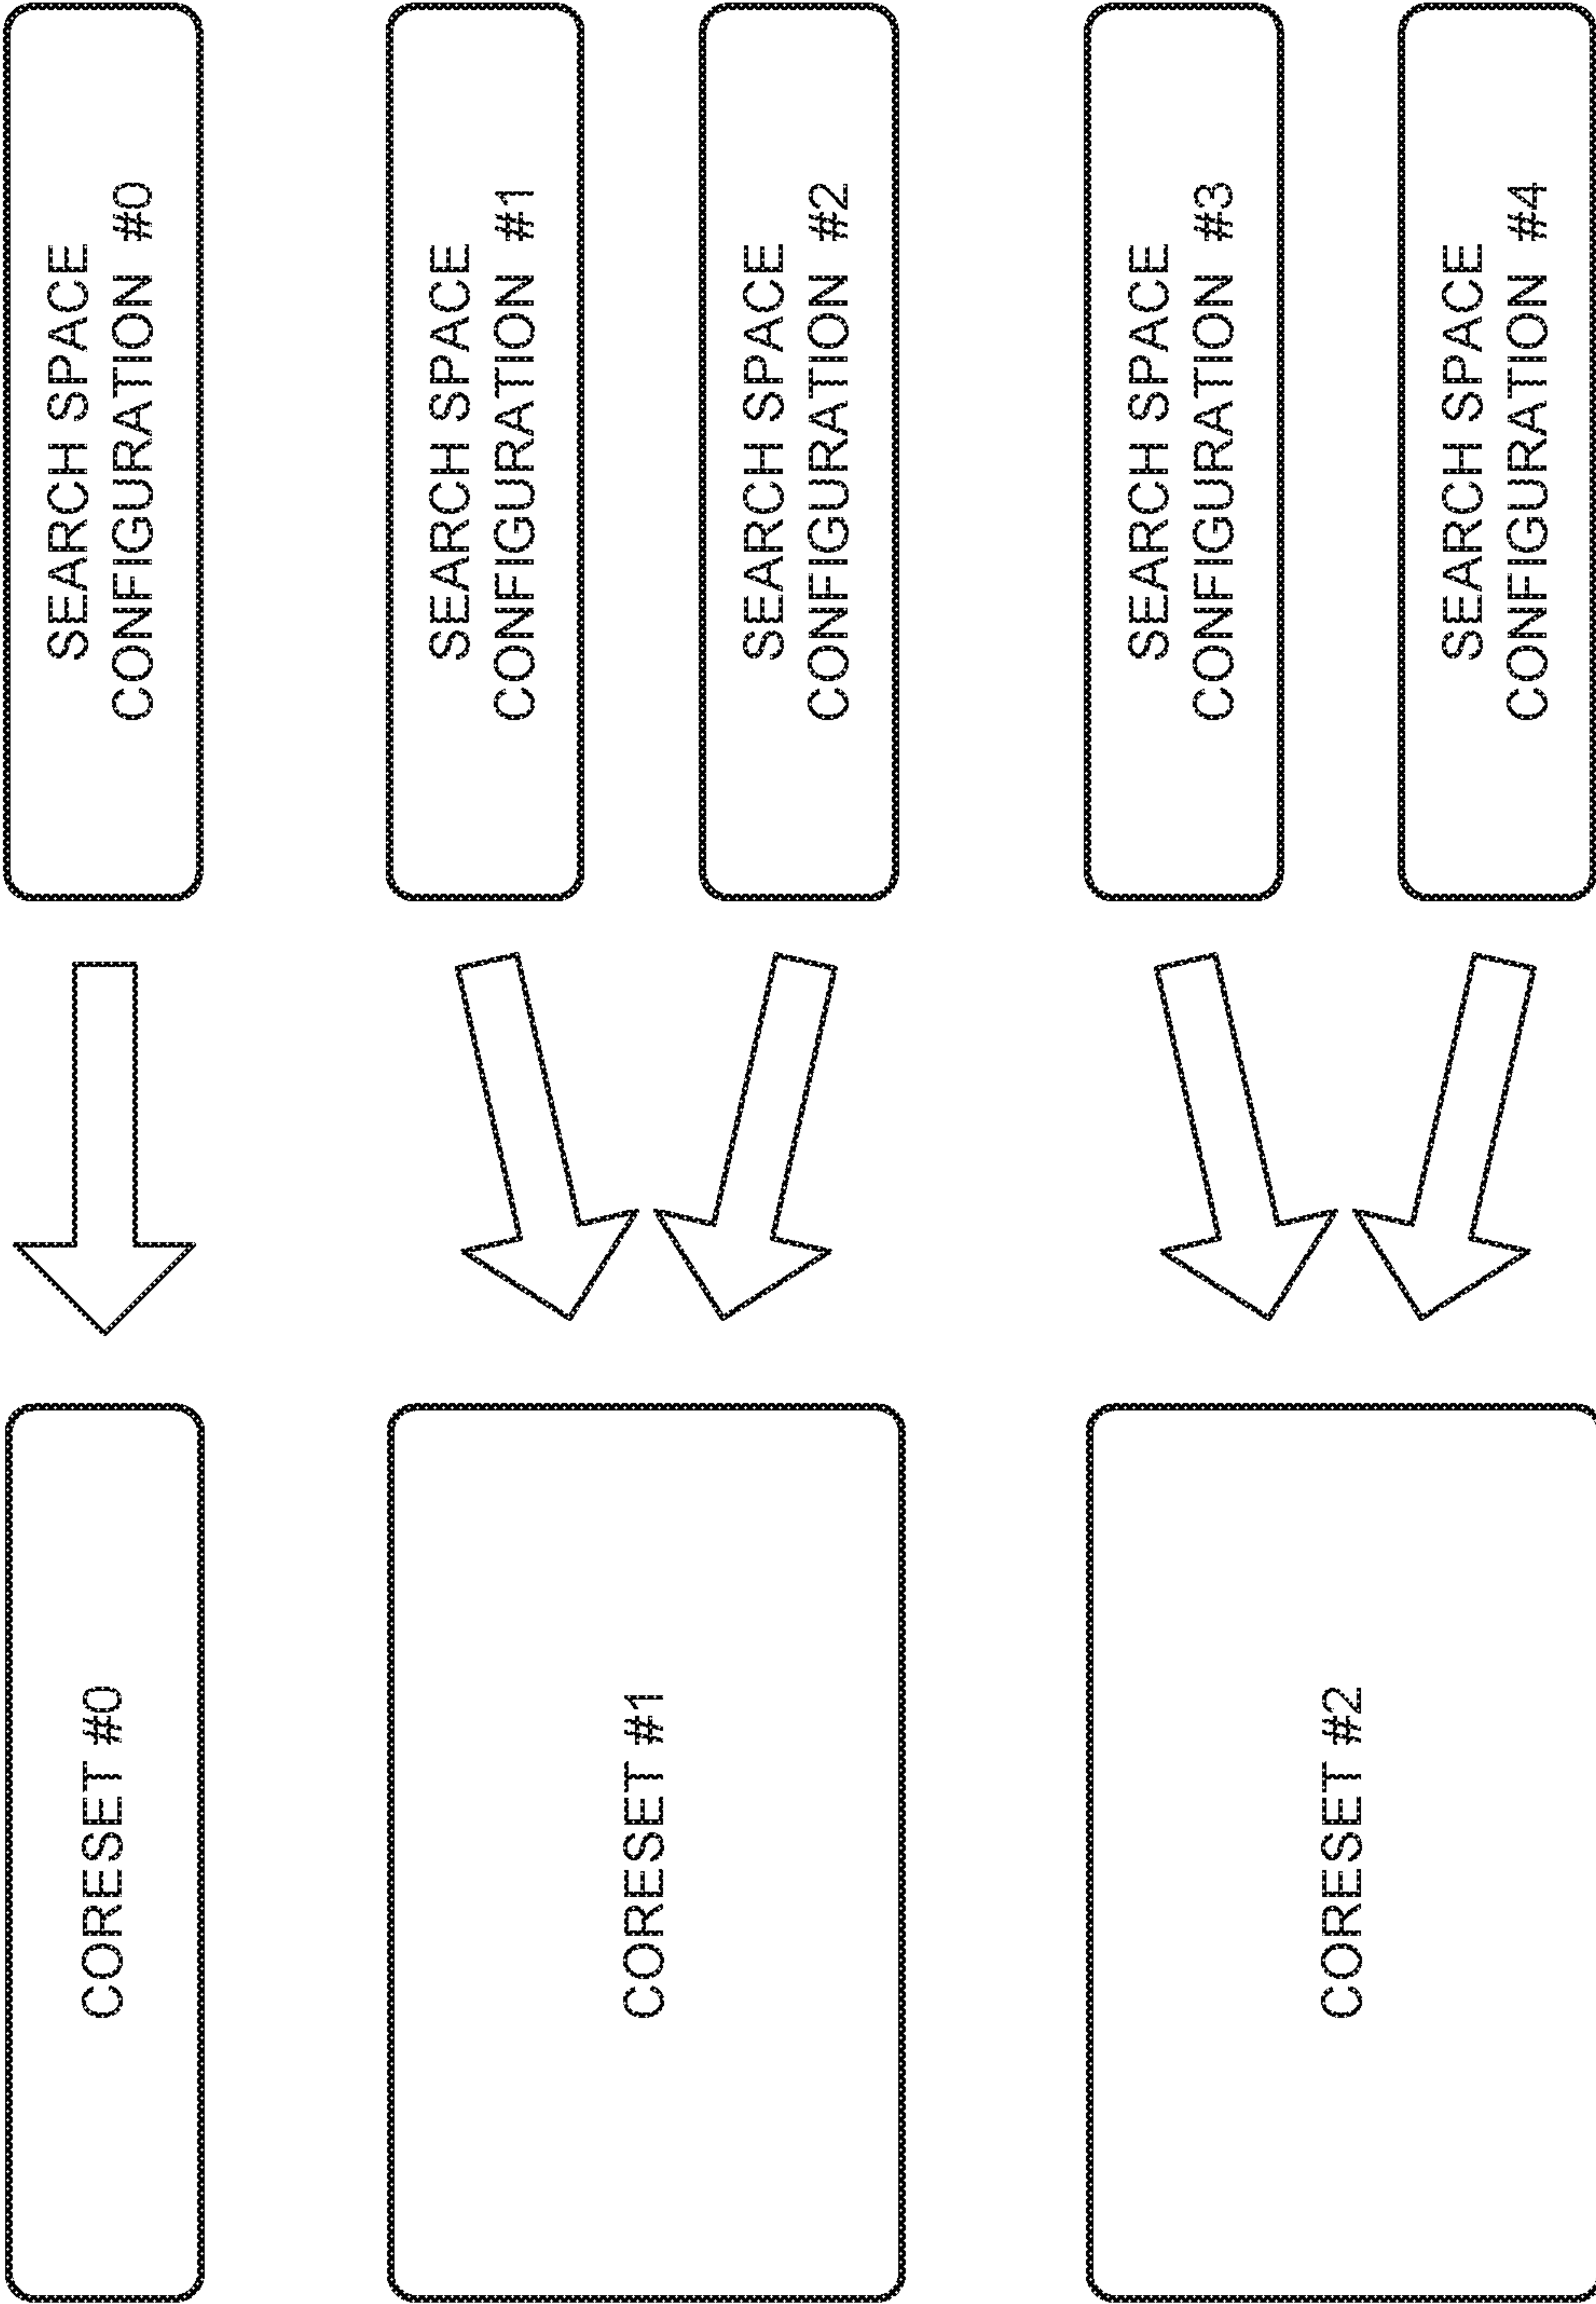 CORESET #0
SEARCH SPACE
CONFIGURATION #0
CORESET #1
SEARCH SPACE
CONFIGURATION #1
SEARCH SPACE
CONFIGURATION #2
CORESET #2
SEARCH SPACE
CONFIGURATION #3
SEARCH SPACE
CONFIGURATION #4